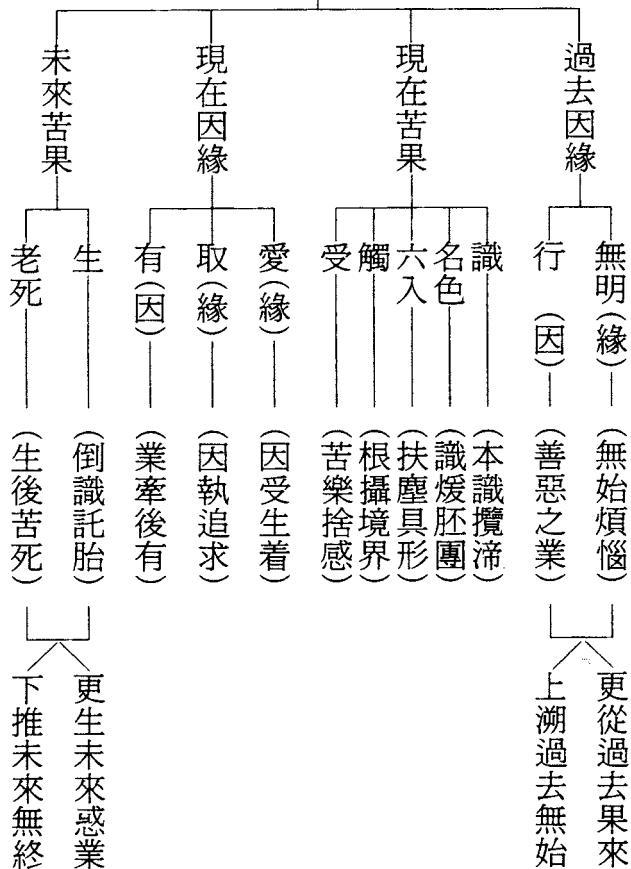 過去因緣
現在苦果
現在因緣
未來苦果
無明(緣)
行 (因)
識
名色
六入
觸
受
愛(緣)
取(緣)
有(因)
生
老死
(無始煩惱)
(善惡之業)
(本識攬渧)
(識煖胚團)
(扶塵具形)
(根攝境界)
(苦樂捨感)
(因受生着)
(因執追求)
(業牽後有)
(倒識託胎)
(生後苦死)
更從過去果來
上溯過去無始
更生未來惑業
下推未來無終